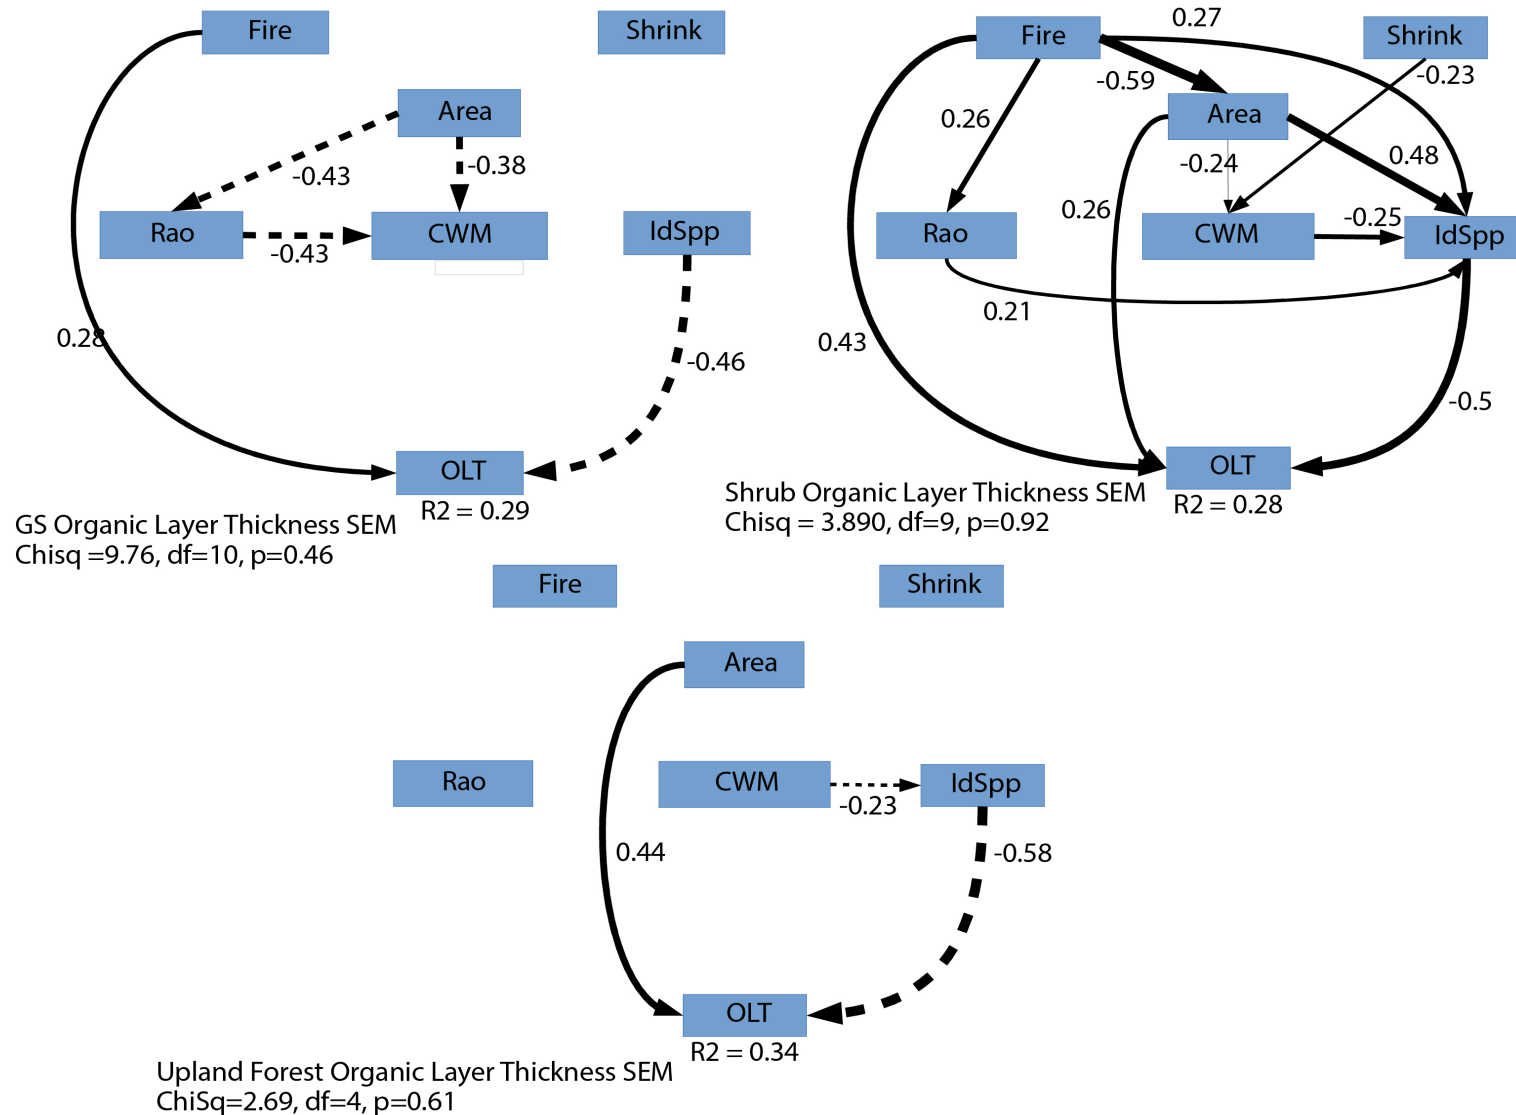 Fire
Shrink
Area
-0.43
-0.38
Rao
CWM
IdSpp
-0.43
0.28
-0.46
OLT
R2 = 0.29
GS Organic Layer Thickness SEM
Chisq =9.76, df=10, p=0.46
0.27
Fire
Shrink
-0.59
-0.23
0.26
Area
-0.24
0.48
0.26
Rao
CWM
-0.25
IdSpp
0.21
0.43
-0.5
OLT
R2 = 0.28
Shrub Organic Layer Thickness SEM
Chisq = 3.890, df=9, p=0.92
Fire
Shrink
Area
Rao
CWM
IdSpp
-0.23
0.44
-0.58
OLT
R2 = 0.34
Upland Forest Organic Layer Thickness SEM
ChiSq=2.69, df=4, p=0.61